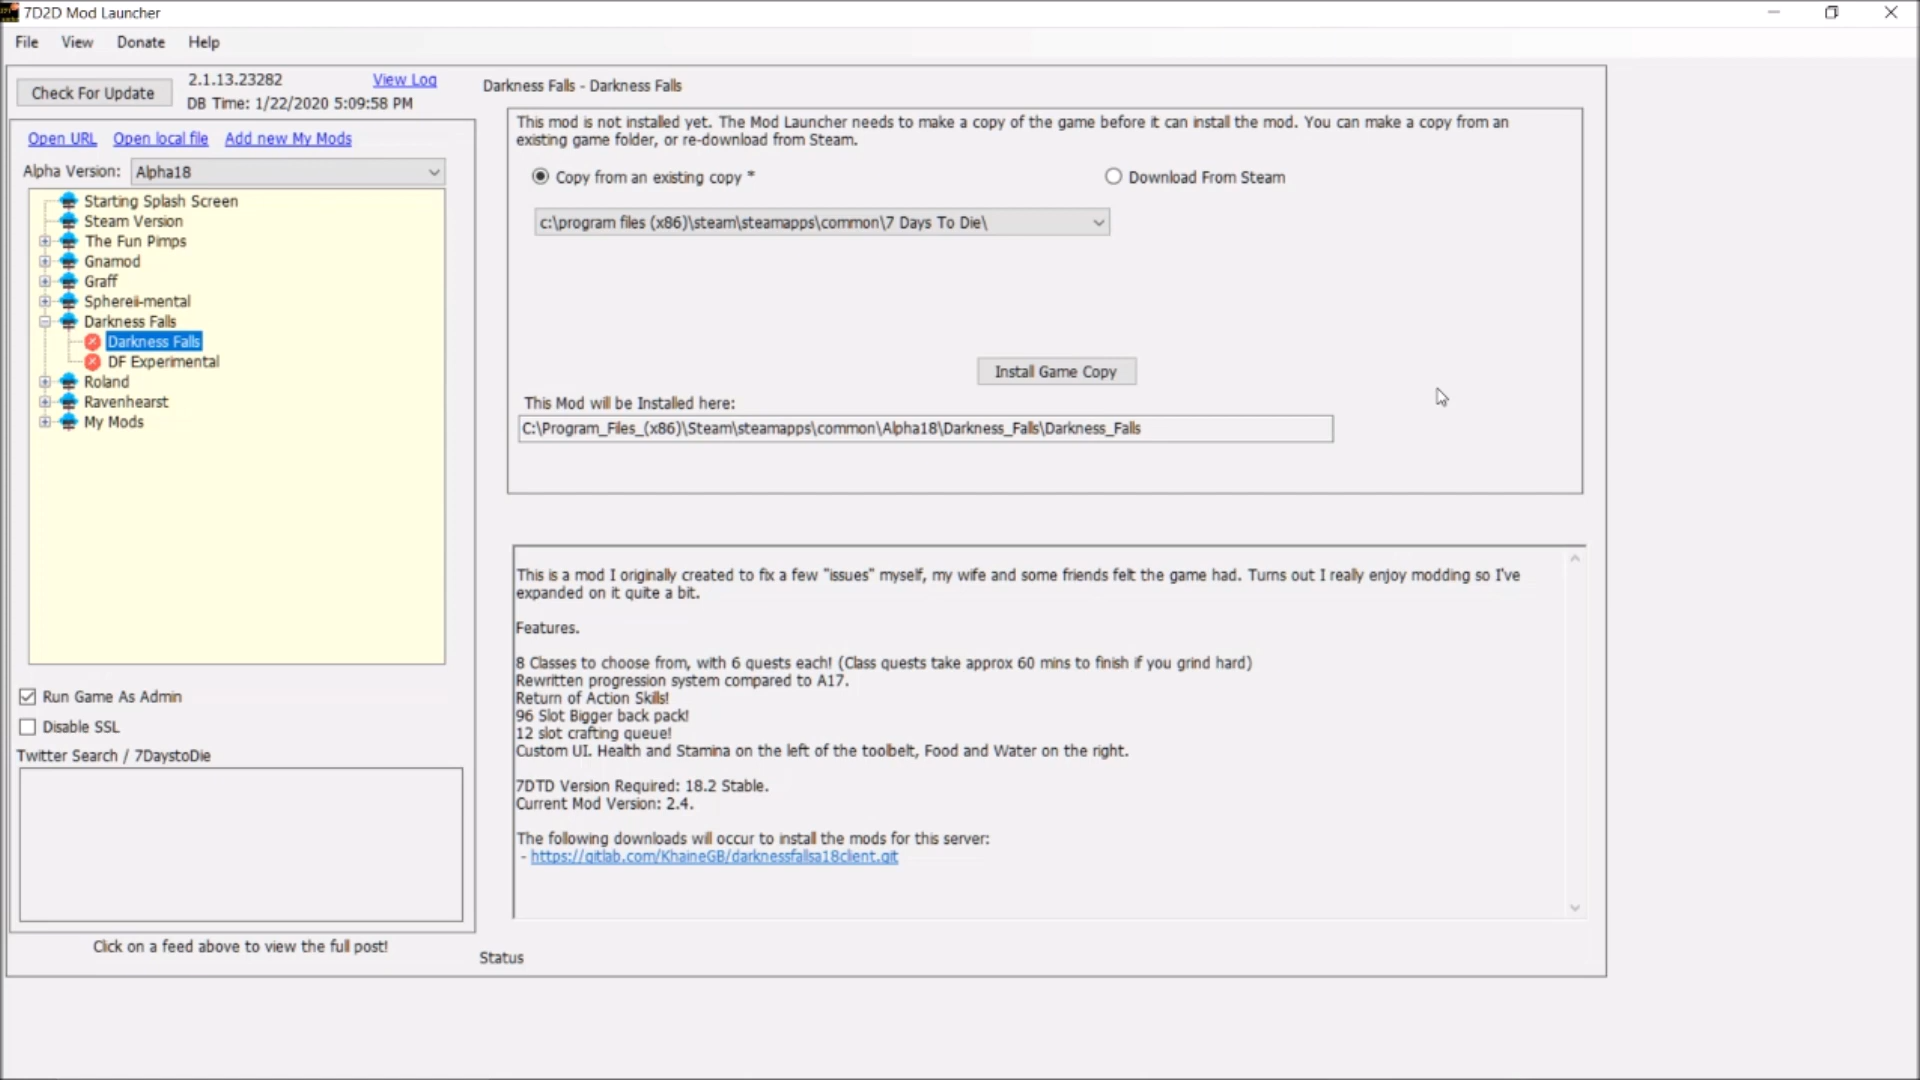 7D2D Mod Launcher
File View Donate Help
Check For Update
2.1.13.23282
View Log
DB Time: 1/22/2020 5:09:58 PM
Open URL Open local file Add new My Mods
Alpha Version: Alpha18
Starting Splash Screen
Steam Version
The Fun Pimps
Gnamod
Graff
Sphereii-mental
Darkness Falls
Darkness Falls
DF Experimental
Roland
Ravenhearst
My Mods
Run Game As Admin
Disable SSL
Twitter Search / 7DaystoDie
Click on a feed above to view the full post!
Darkness Falls - Darkness Falls
This mod is not installed yet. The Mod Launcher needs to make a copy of the game before it can install the mod. You can make a copy from an
existing game folder, or re-download from Steam.
Copy from an existing copy *
Download From Steam
c:\program files (x86)\steam\steamapps\common\7 Days To Die\
Install Game Copy
This Mod will be Installed here:
C:\Program_Files_(x86)\Steam\steamapps\common\Alpha18\Darkness_Falls\Darkness_Falls
This is a mod I originally created to fix a few "issues" myself, my wife and some friends felt the game had. Turns out I really enjoy modding so I've
expanded on it quite a bit.
Features.
8 Classes to choose from, with 6 quests each! (Class quests take approx 60 mins to finish if you grind hard)
Rewritten progression system compared to A17.
Return of Action Skills!
96 Slot Bigger back pack!
12 slot crafting queue!
Custom UI. Health and Stamina on the left of the toolbelt, Food and Water on the right.
7DTD Version Required: 18.2 Stable.
Current Mod Version: 2.4.
The following downloads will occur to install the mods for this server:
- https://gitlab.com/KhaineGB/darknessfallsa18client.git
Status